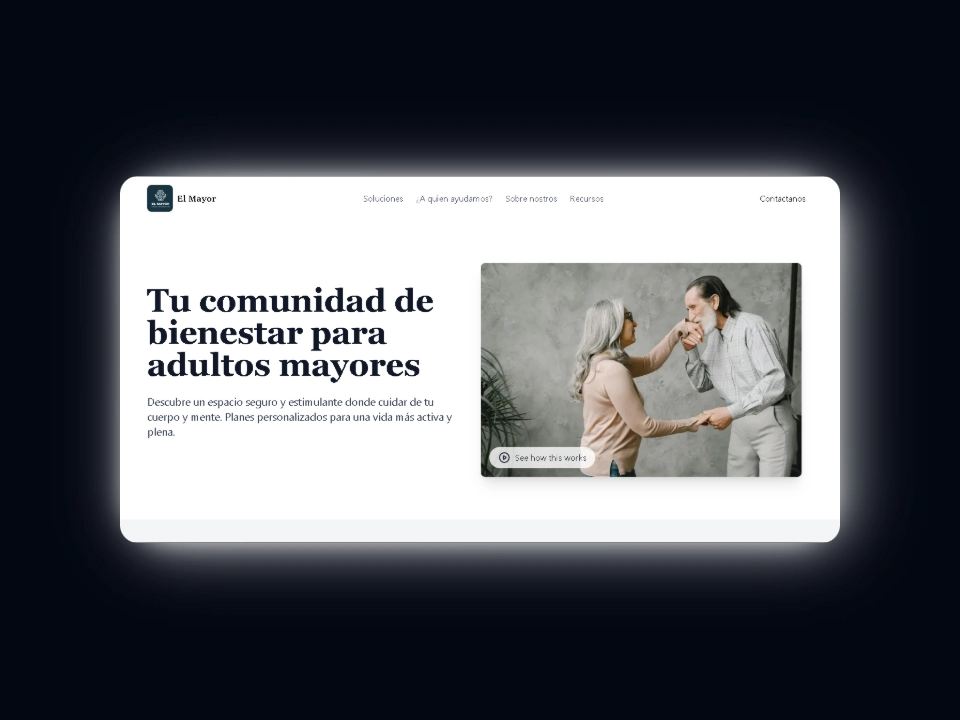 EL MAYOR
El Mayor
Soluciones
¿A quien ayudamos?
Sobre nostros
Recursos
Contactanos
Tu comunidad de
bienestar para
adultos mayores
Descubre un espacio seguro y estimulante donde cuidar de tu
cuerpo y mente. Planes personalizados para una vida más activa y
plena.
See how this works